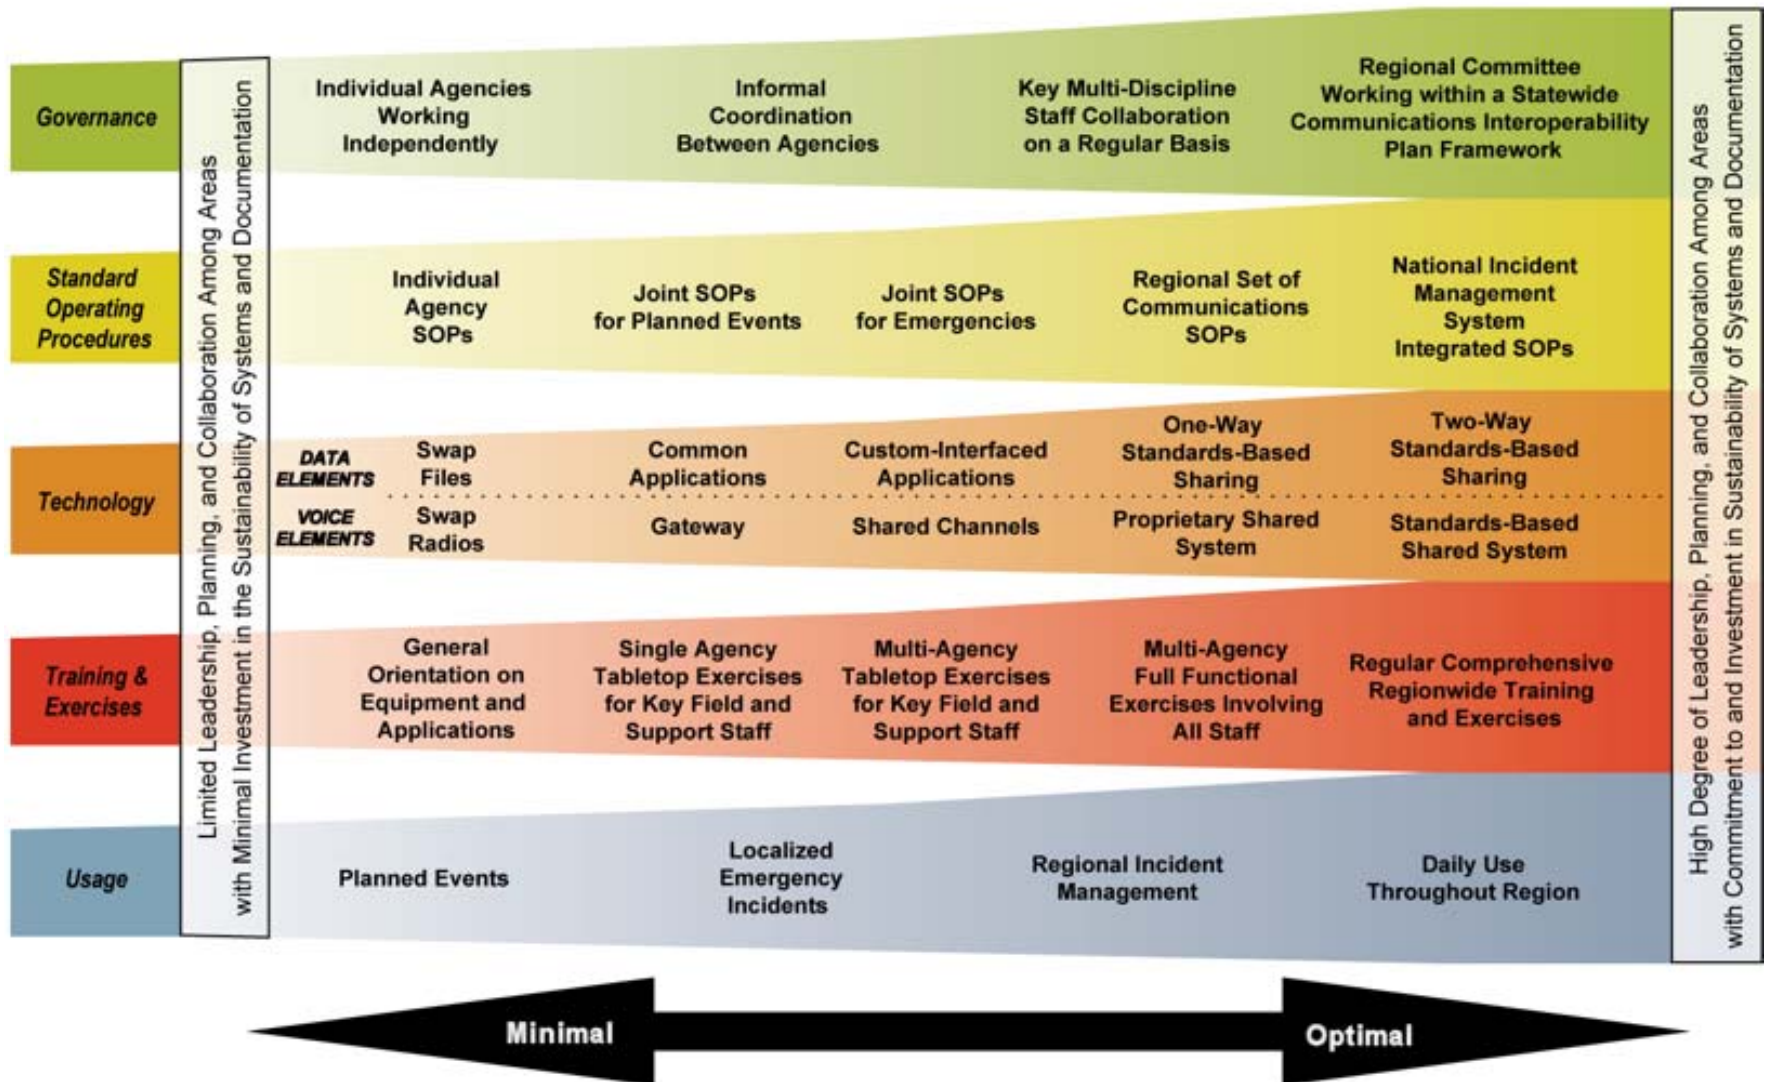 Governance
Individual Agencies
Working
Independently
Informal
Coordination
Between Agencies
Key Multi-Discipline
Staff Collaboration
on a Regular Basis
Regional Committee
Working within a Statewide
Communications Interoperability
Plan Framework
Standard
Operating
Procedures
Individual
Agency
SOPs
Joint SOPs
for Planned Events
Joint SOPs
for Emergencies
Regional Set of
Communications
SOPs
National Incident
Management
System
Integrated SOPs
Technology
DATA
ELEMENTS
Swap
Files
Common
Applications
Custom-Interfaced
Applications
One-Way
Standards-Based
Sharing
Two-Way
Standards-Based
Sharing
VOICE
ELEMENTS
Swap
Radios
Gateway
Shared Channels
Proprietary Shared
System
Standards-Based
Shared System
Training &
Exercises
General
Orientation on
Equipment and
Applications
Single Agency
Tabletop Exercises
for Key Field and
Support Staff
Multi-Agency
Tabletop Exercises
for Key Field and
Support Staff
Multi-Agency
Full Functional
Exercises Involving
All Staff
Regular Comprehensive
Regionwide Training
and Exercises
Usage
Planned Events
Localized
Emergency
Incidents
Regional Incident
Management
Daily Use
Throughout Region
Limited Leadership, Planning, and Collaboration Among Areas
with Minimal Investment in the Sustainability of Systems and Documentation
High Degree of Leadership, Planning, and Collaboration Among Areas
with Commitment to and Investment in Sustainability of Systems and Documentation
Minimal
Optimal